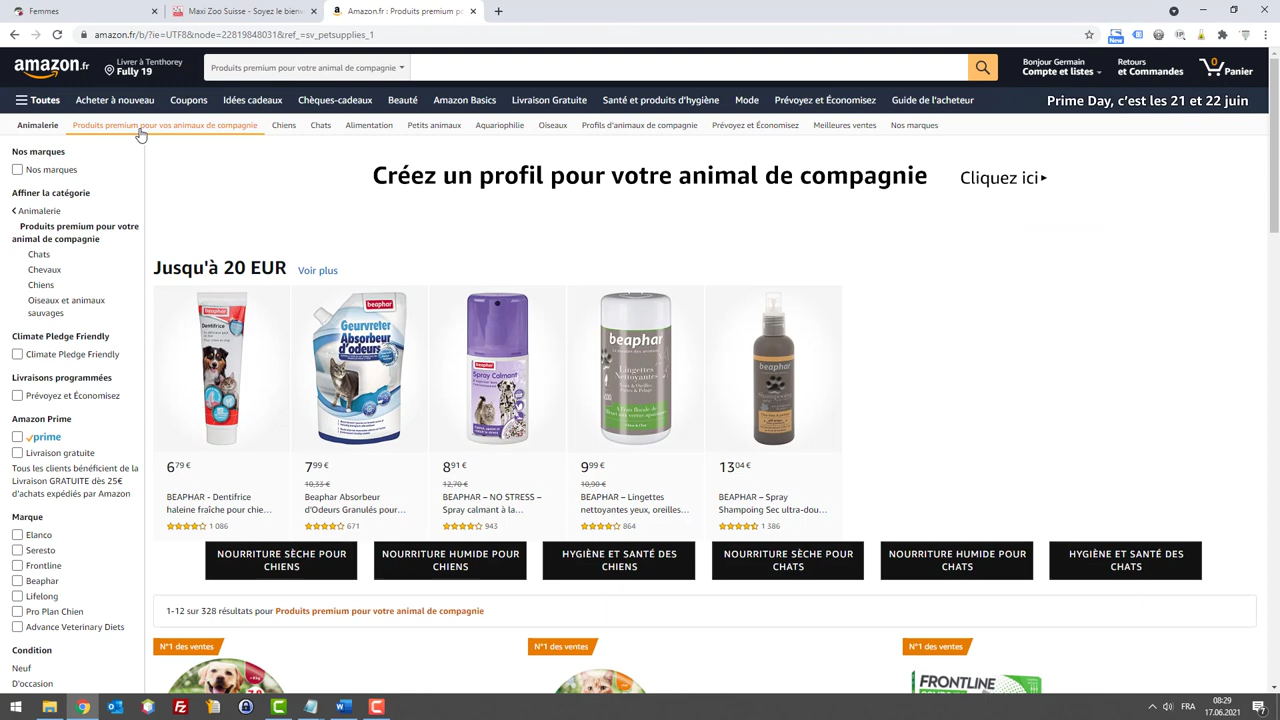 Femmes
Maxi Zoo Suisse - Soyez le bienv
Amazon.fr : Produits premium po
amazon.fr/b/?ie=UTF8&node=22819848031&ref_=sv_petsupplies_1
New
amazon.fr
Livrer à Tenthorey
Fully 19
Produits premium pour votre animal de compagnie
Bonjour Germain
Compte et listes
Retours
et Commandes
0
Panier
Toutes
Acheter à nouveau
Coupons
Idées cadeaux
Chèques-cadeaux
Beauté
Amazon Basics
Livraison Gratuite
Santé et produits d'hygiène
Mode
Prévoyez et Économisez
Guide de l'acheteur
Prime Day, c'est les 21 et 22 juin
Animalerie
Produits premium pour vos animaux de compagnie
Chiens
Chats
Alimentation
Petits animaux
Aquariophilie
Oiseaux
Profils d'animaux de compagnie
Prévoyez et Économisez
Meilleures ventes
Nos marques
Nos marques
Nos marques
Affiner la catégorie
Animalerie
Produits premium pour votre
animal de compagnie
Chats
Chevaux
Chiens
Oiseaux et animaux
sauvages
Climate Pledge Friendly
Climate Pledge Friendly
Livraisons programmées
Prévoyez et Économisez
Amazon Prime
prime
Livraison gratuite
Tous les clients bénéficient de la
Livraison GRATUITE dès 25€
d'achats expédiés par Amazon
Marque
Elanco
Seresto
Frontline
Beaphar
Lifelong
Pro Plan Chien
Advance Veterinary Diets
Condition
Neuf
D'occasion
Créez un profil pour votre animal de compagnie
Cliquez ici
Jusqu'à 20 EUR
Voir plus
beaphar
Dentifrice
beaphar
Geurvreter
Absorbeur
d'odeurs
beaphar
Spray Calmant
beaphar
Lingettes
Nettoyantes
beaphar
6,79 €
BEAPHAR - Dentifrice
haleine fraîche pour chie...
1 086
7,99 €
10,33 €
Beaphar Absorbeur
d'Odeurs Granulés pour...
671
8,91 €
12,70 €
BEAPHAR – NO STRESS –
Spray calmant à la...
943
9,99 €
10,90 €
BEAPHAR – Lingettes
nettoyantes yeux, oreilles...
864
13,04 €
BEAPHAR – Spray
Shampoing Sec ultra-dou...
1 386
NOURRITURE SÈCHE POUR
CHIENS
NOURRITURE HUMIDE POUR
CHIENS
HYGIÈNE ET SANTÉ DES
CHIENS
NOURRITURE SÈCHE POUR
CHATS
NOURRITURE HUMIDE POUR
CHATS
HYGIÈNE ET SANTÉ DES
CHATS
1-12 sur 328 résultats pour Produits premium pour votre animal de compagnie
N°1 des ventes
N°1 des ventes
N°1 des ventes
FRONTLINE
FRA
08:29
17.06.2021